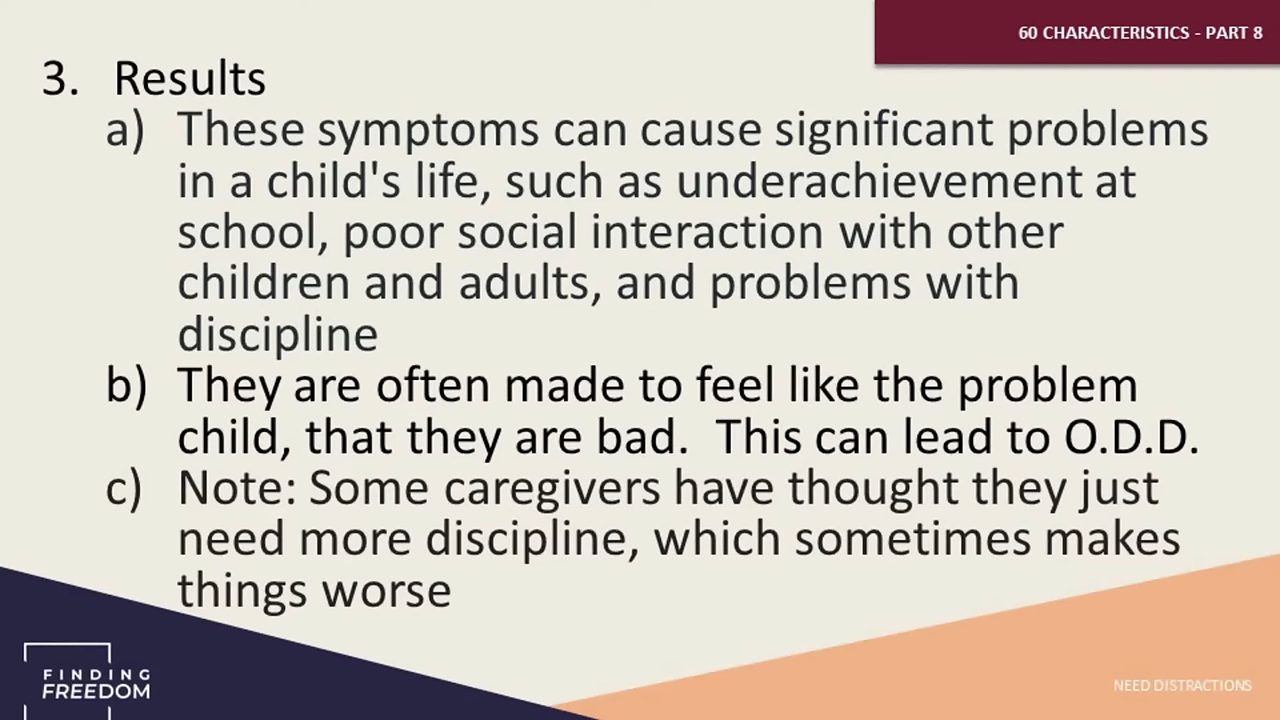 60 CHARACTERISTICS - PART 8
3. Results
a) These symptoms can cause significant problems
in a child's life, such as underachievement at
school, poor social interaction with other
children and adults, and problems with
discipline
b) They are often made to feel like the problem
child, that they are bad.  This can lead to O.D.D.
c) Note: Some caregivers have thought they just
need more discipline, which sometimes makes
things worse
FINDING
FREEDOM
NEED DISTRACTIONS